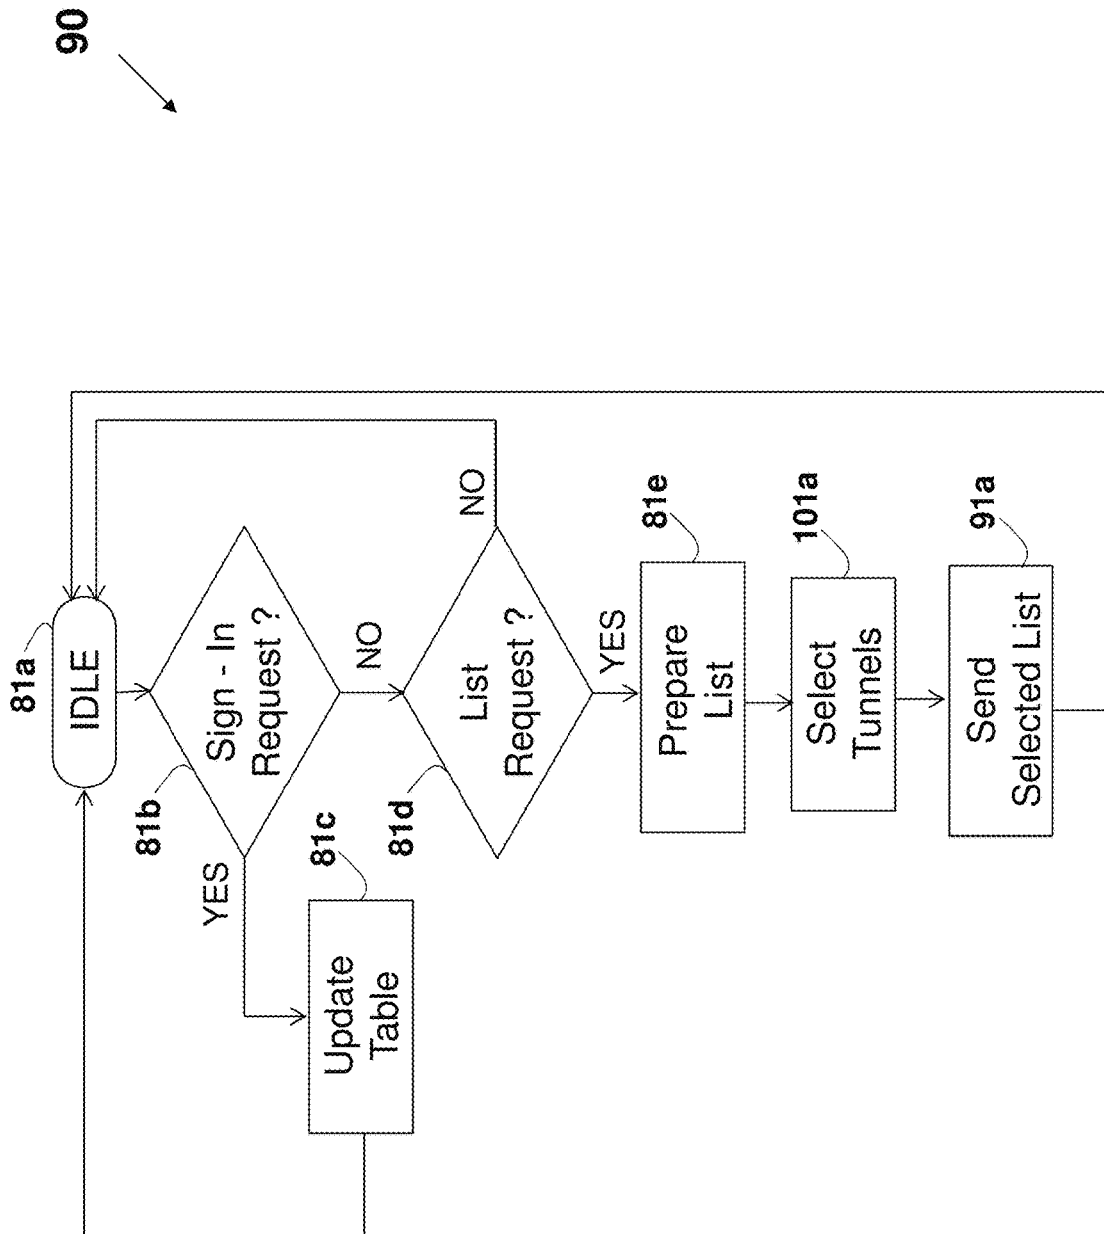 90
81a
IDLE
81b
Sign - In
Request ?
YES
81c
Update
Table
NO
81d
List
Request ?
NO
YES
81e
Prepare
List
101a
Select
Tunnels
91a
Send
Selected List